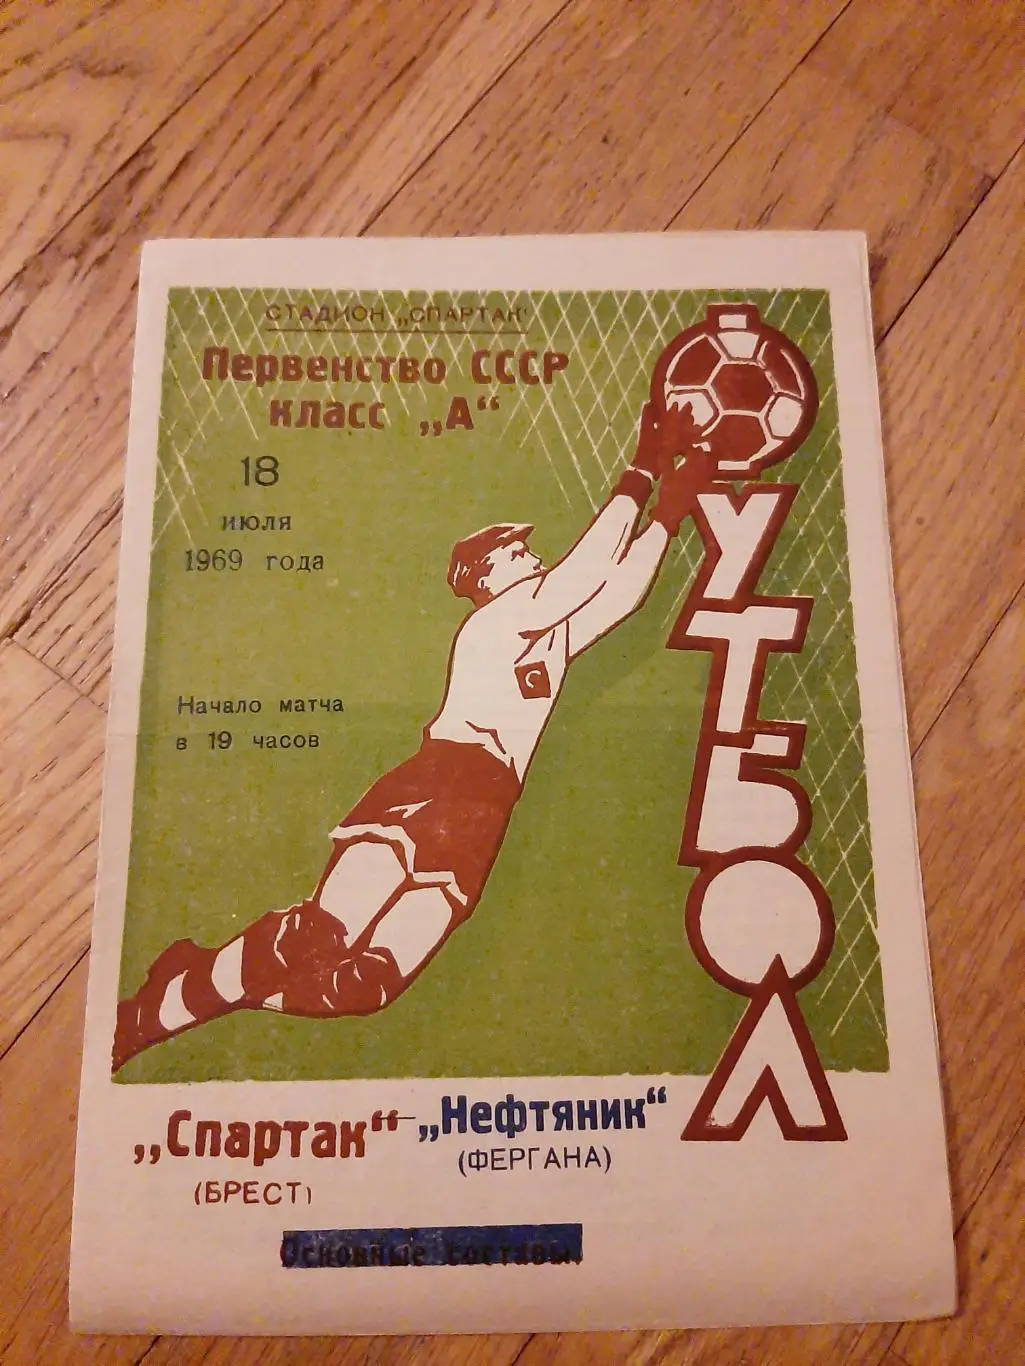 СТАДИОН „СПАРТАК"
Первенство СССР
класс „А"
18
июля
1969 года
Начало матча
в 19 часов
ФУТБОЛ
„Спартак" — „Нефтяник"
(БРЕСТ) (ФЕРГАНА)
Основные составы.